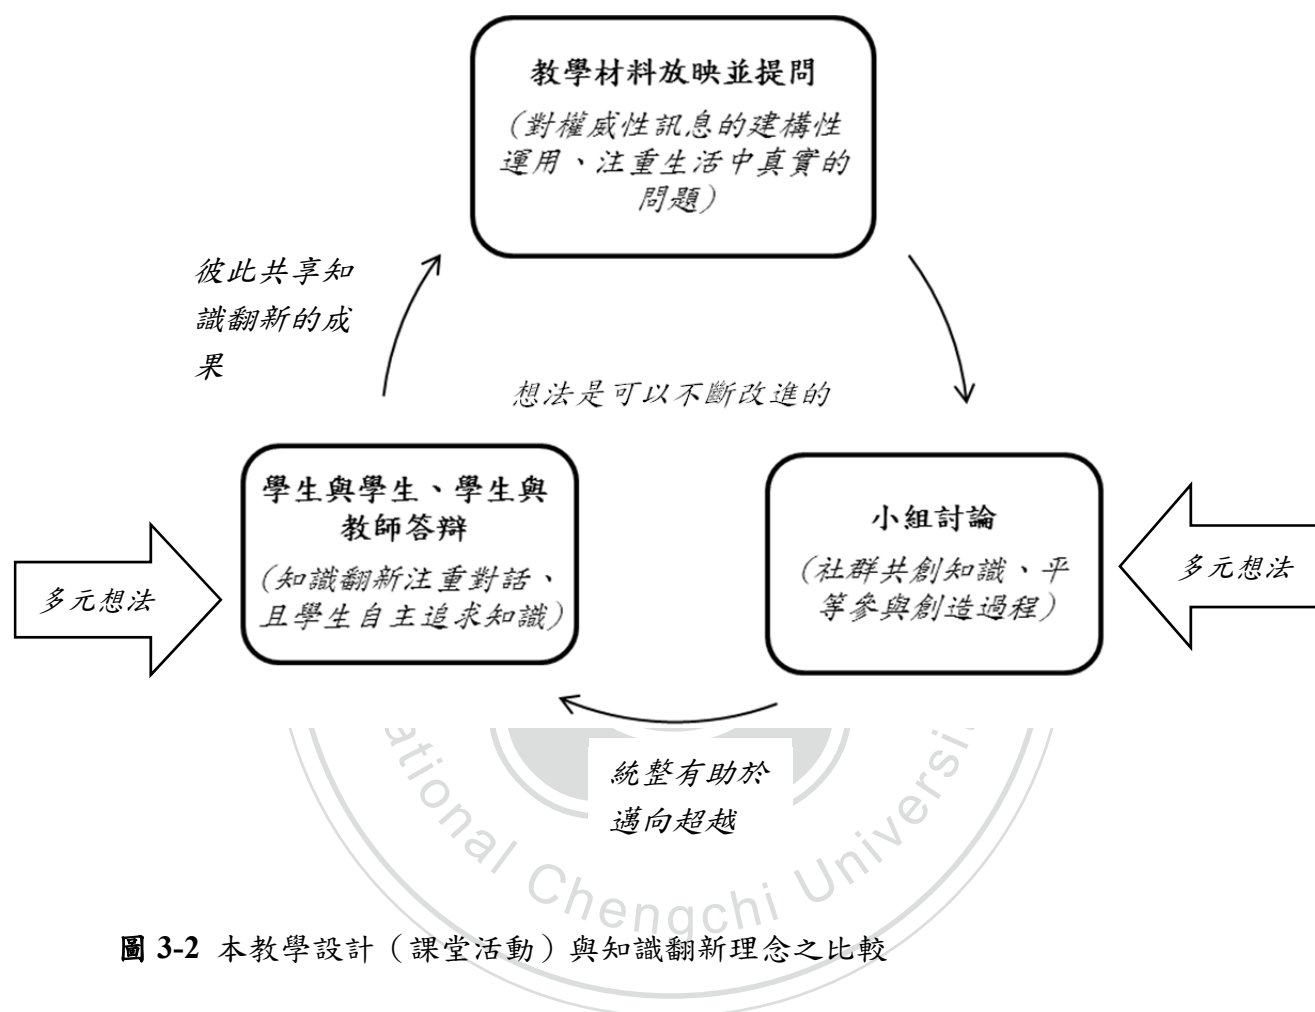 教學材料放映並提問
（對權威性訊息的建構性
運用、注重生活中真實的
問題）
彼此共享知
識翻新的成
果
想法是可以不斷改進的
學生與學生、學生與
教師答辯
（知識翻新注重對話、
且學生自主追求知識）
多元想法
小組討論
（社群共創知識、平
等參與創造過程）
多元想法
統整有助於
邁向超越
ational Chengchi Universi
圖 3-2 本教學設計（課堂活動）與知識翻新理念之比較